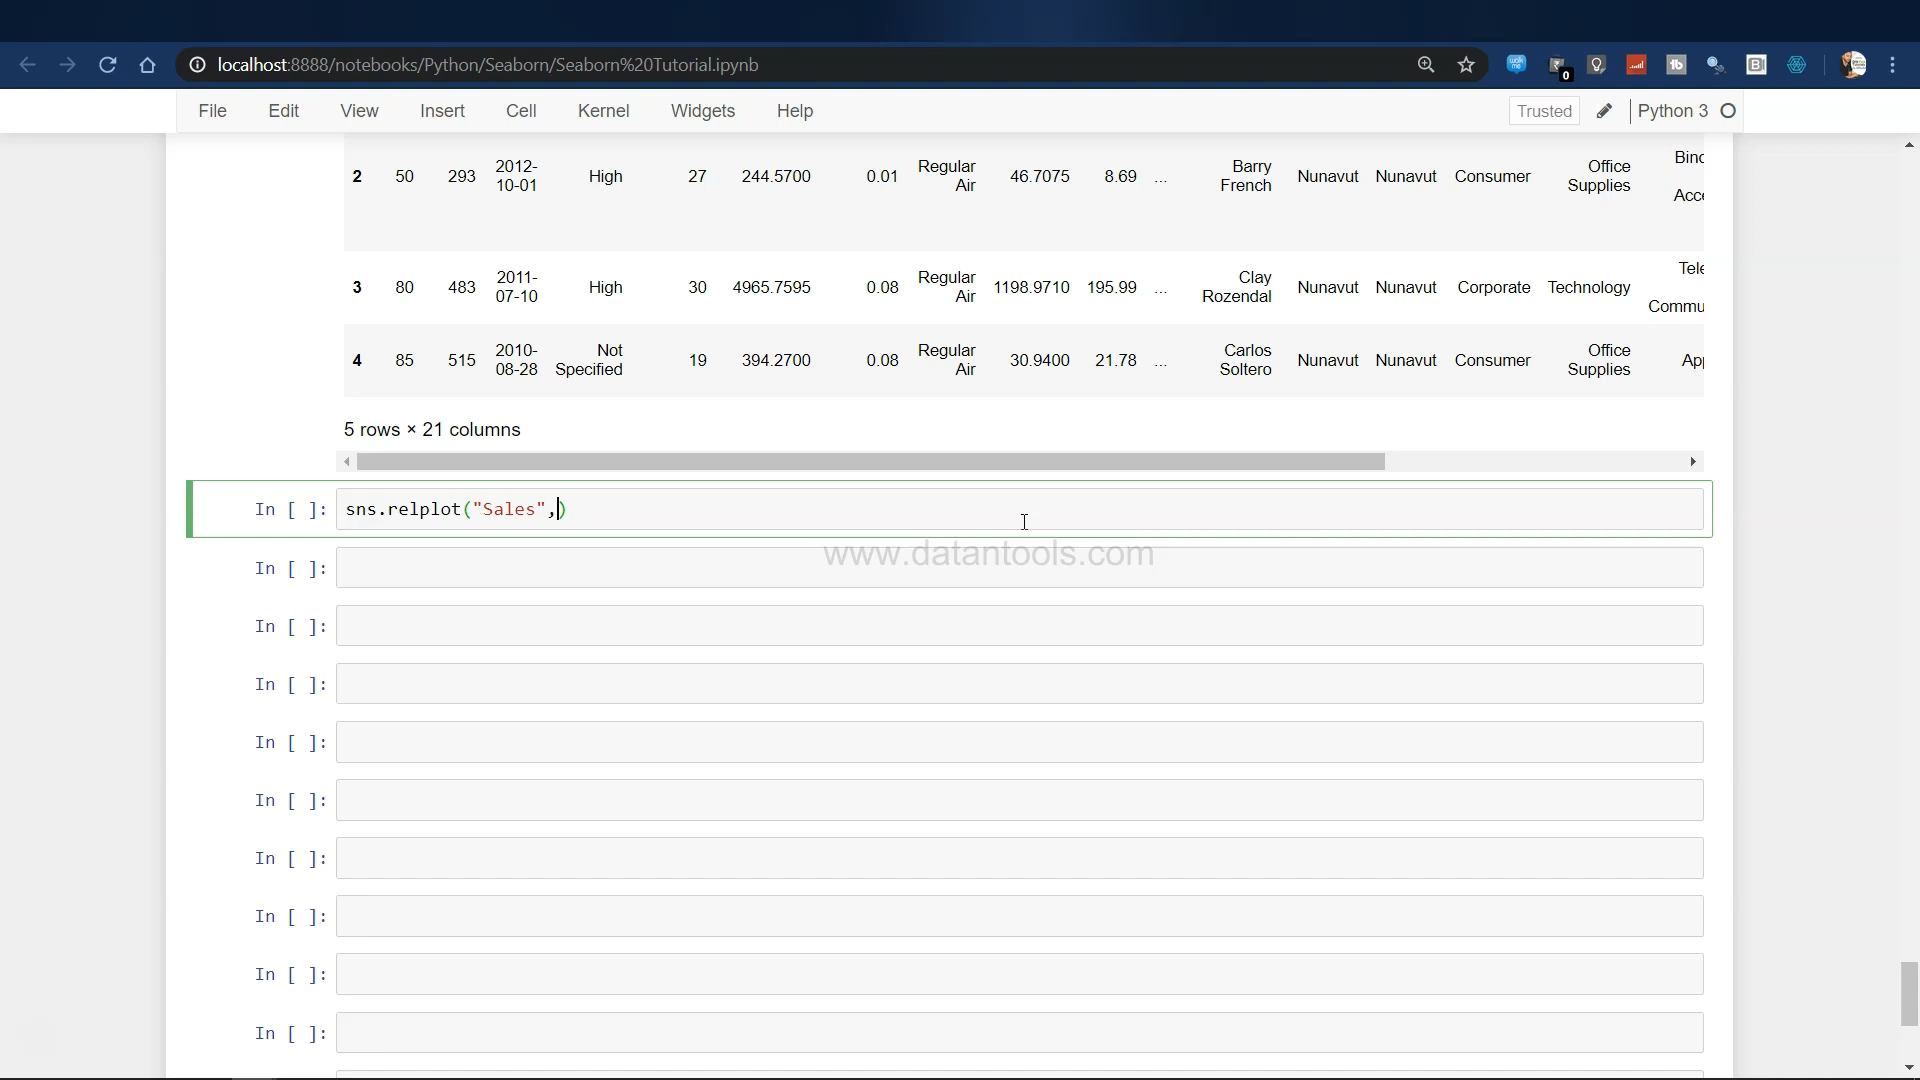 localhost:8888/notebooks/Python/Seaborn/Seaborn%20Tutorial.ipynb
0
File Edit View Insert Cell Kernel Widgets Help Trusted Python 3
2 50 293 2012-10-01 High 27 244.5700 0.01 Regular Air 46.7075 8.69 ... Barry French Nunavut Nunavut Consumer Office Supplies Binc Acce
3 80 483 2011-07-10 High 30 4965.7595 0.08 Regular Air 1198.9710 195.99 ... Clay Rozendal Nunavut Nunavut Corporate Technology Tele Commu
4 85 515 2010-08-28 Not Specified 19 394.2700 0.08 Regular Air 30.9400 21.78 ... Carlos Soltero Nunavut Nunavut Consumer Office Supplies App
5 rows × 21 columns
In [ ]: sns.relplot("Sales",)
www.datantools.com
In [ ]:
In [ ]:
In [ ]:
In [ ]:
In [ ]:
In [ ]:
In [ ]:
In [ ]:
In [ ]: